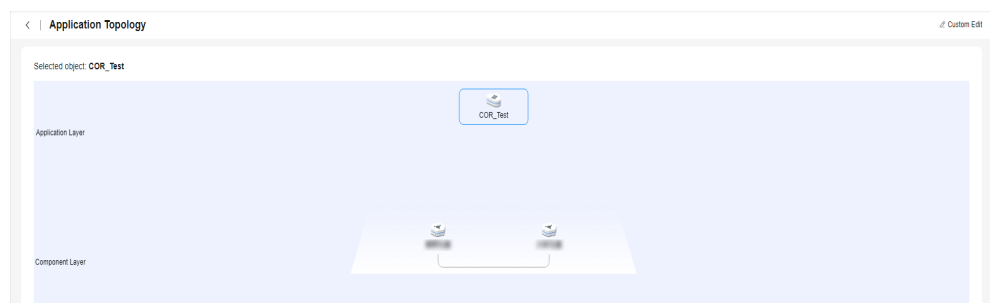 Application Topology
Custom Edit
Selected object: COR_Test
COR_Test
Application Layer
Component Layer